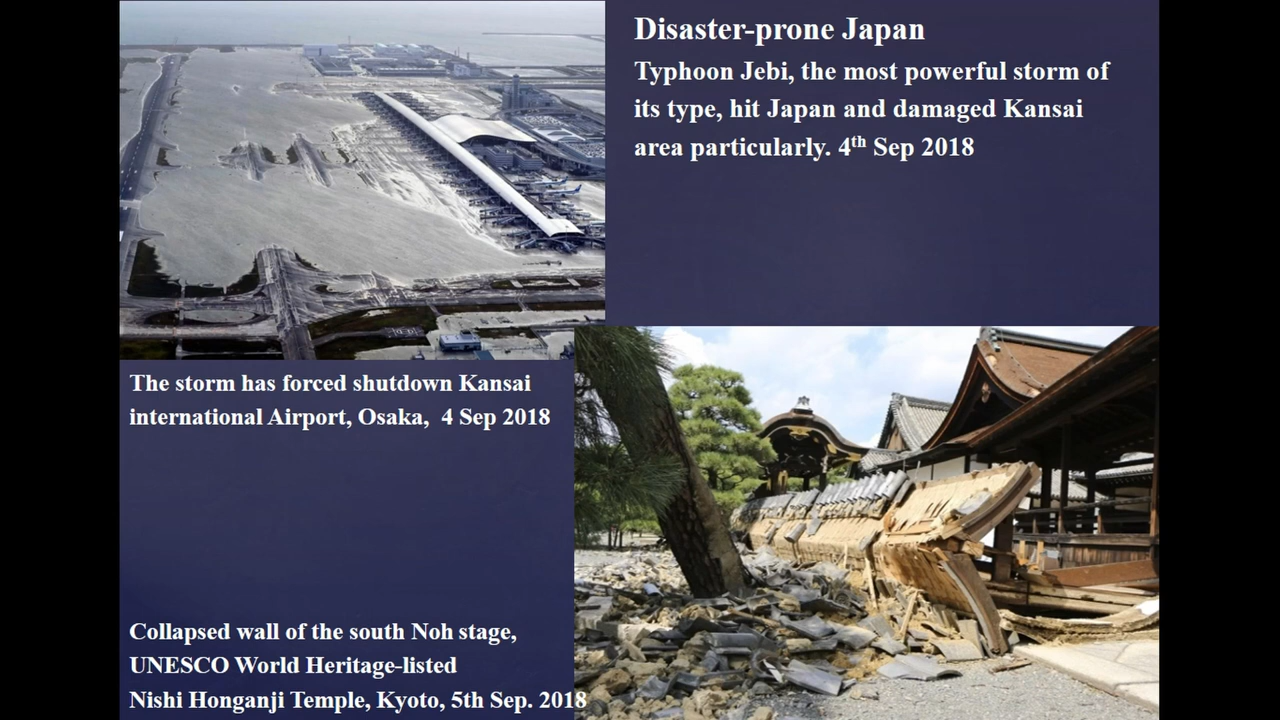 Disaster-prone Japan
Typhoon Jebi, the most powerful storm of
its type, hit Japan and damaged Kansai
area particularly. 4th Sep 2018
The storm has forced shutdown Kansai
international Airport, Osaka, 4 Sep 2018
Collapsed wall of the south Noh stage,
UNESCO World Heritage-listed
Nishi Honganji Temple, Kyoto, 5th Sep. 2018